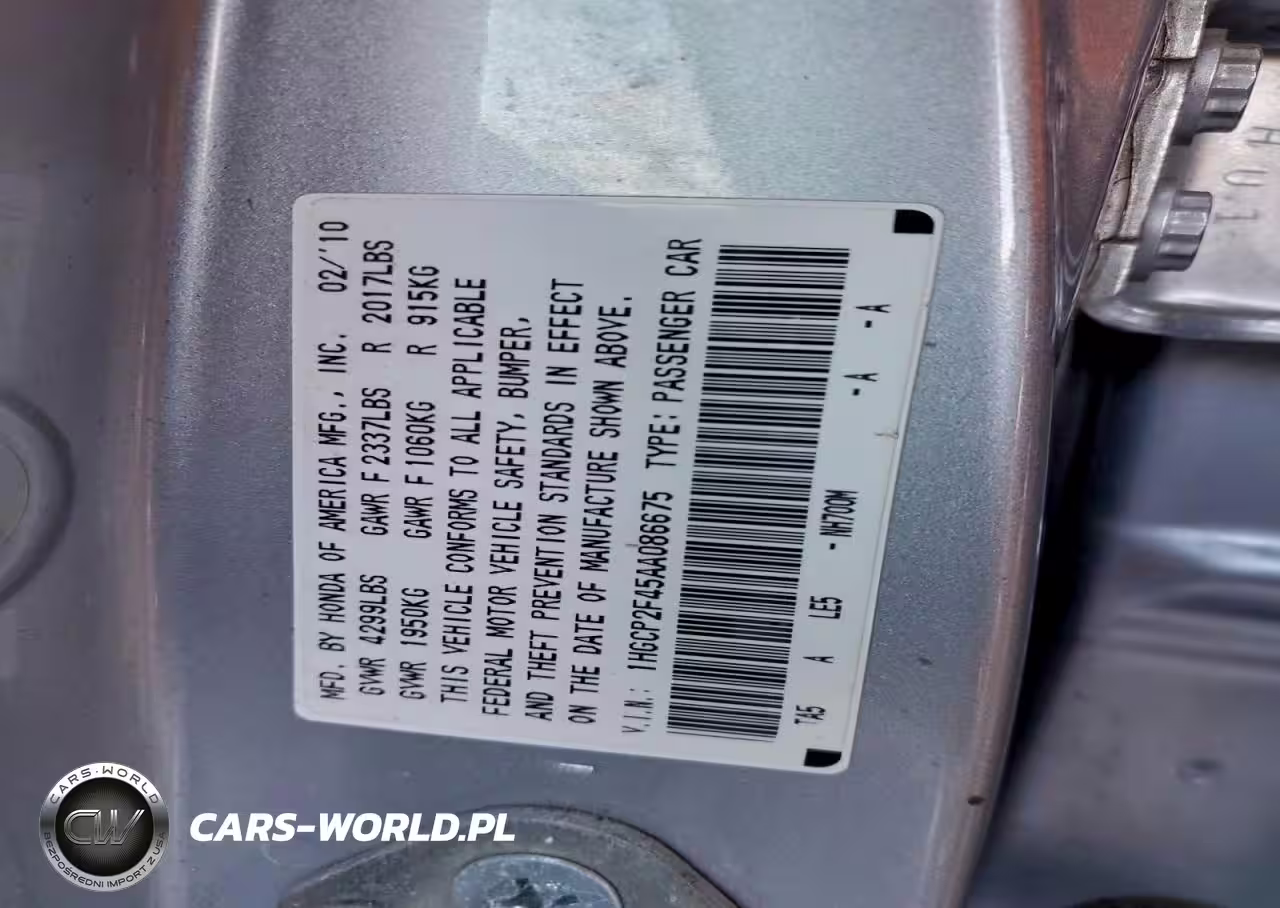 MFD. BY HONDA OF AMERICA MFG., INC. 02/'10
GVWR 4299LBS GAWR F 2337LBS R 2017LBS
GVWR 1950KG GAWR F 1060KG R 915KG
THIS VEHICLE CONFORMS TO ALL APPLICABLE
FEDERAL MOTOR VEHICLE SAFETY, BUMPER,
AND THEFT PREVENTION STANDARDS IN EFFECT
ON THE DATE OF MANUFACTURE SHOWN ABOVE.
V.I.N.: 1HGCP2F45AA086675 TYPE: PASSENGER CAR
TA5 A LE5 - NH700M - A - A
AU1
CARS-WORLD
CW
BEZPOŚREDNI IMPORT Z USA
CARS-WORLD.PL